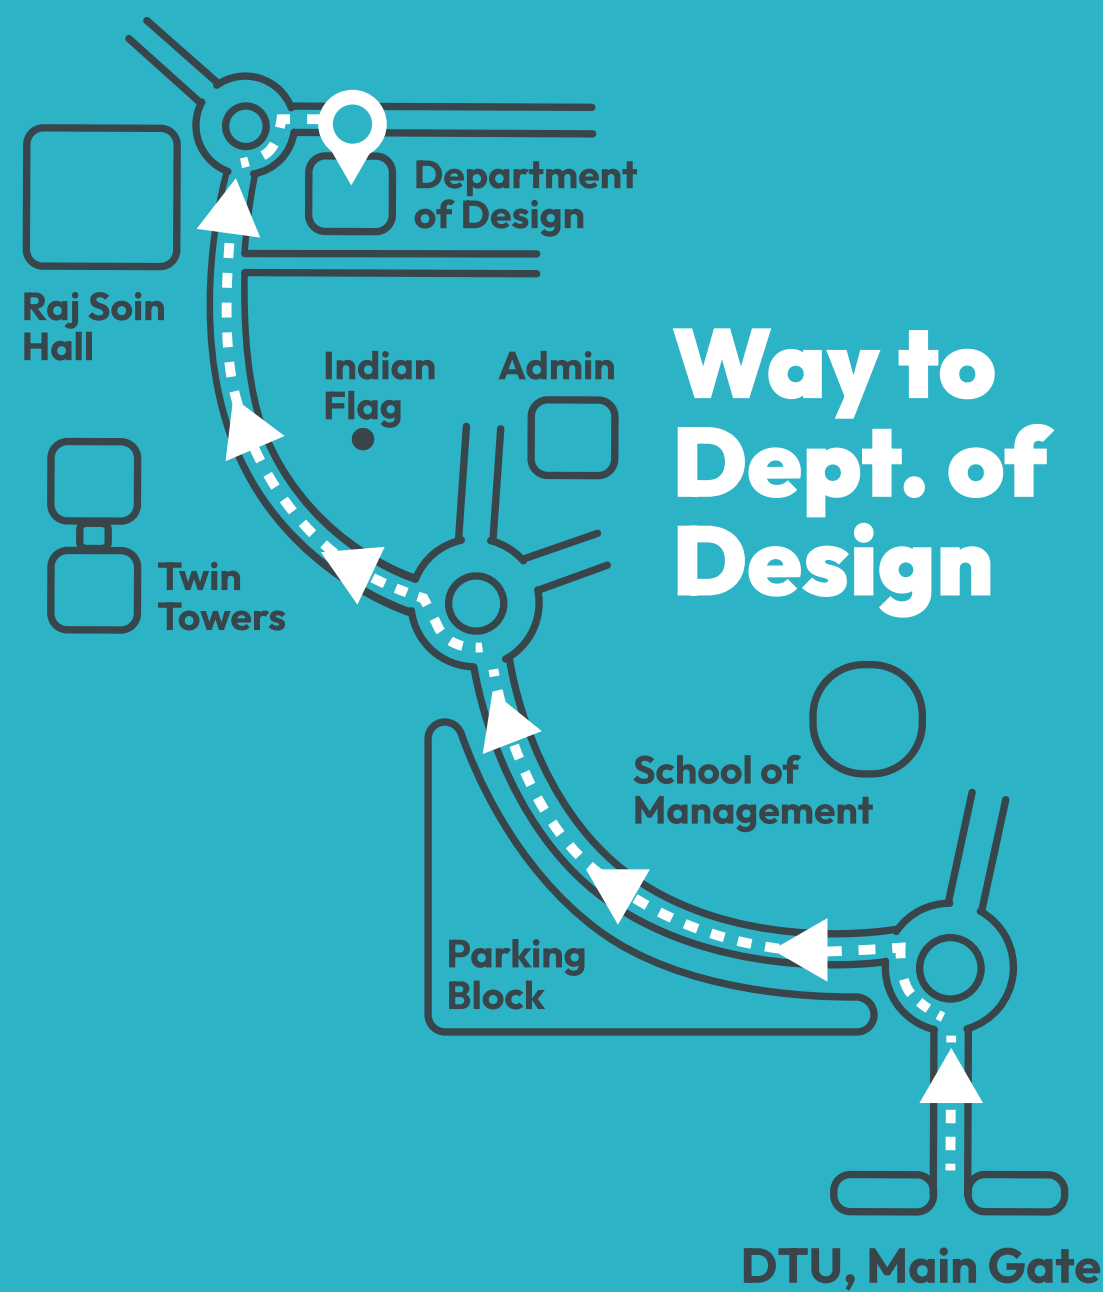 Department
of Design
Raj Soin
Hall
Indian
Flag
Admin
Way to
Dept. of
Design
Twin
Towers
School of
Management
Parking
Block
DTU, Main Gate